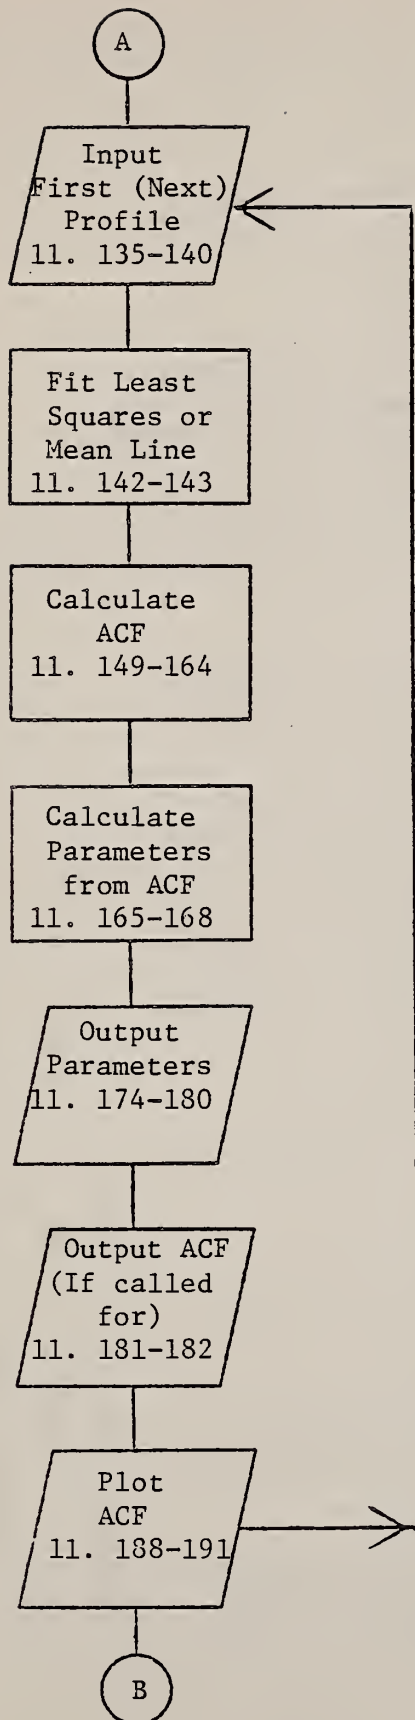 A
Input
First (Next)
Profile
11. 135-140
Fit Least
Squares or
Mean Line
11. 142-143
Calculate
ACF
11. 149-164
Calculate
Parameters
from ACF
11. 165-168
Output
Parameters
11. 174-180
Output ACF
(If called
for)
11. 181-182
Plot
ACF
11. 188-191
B